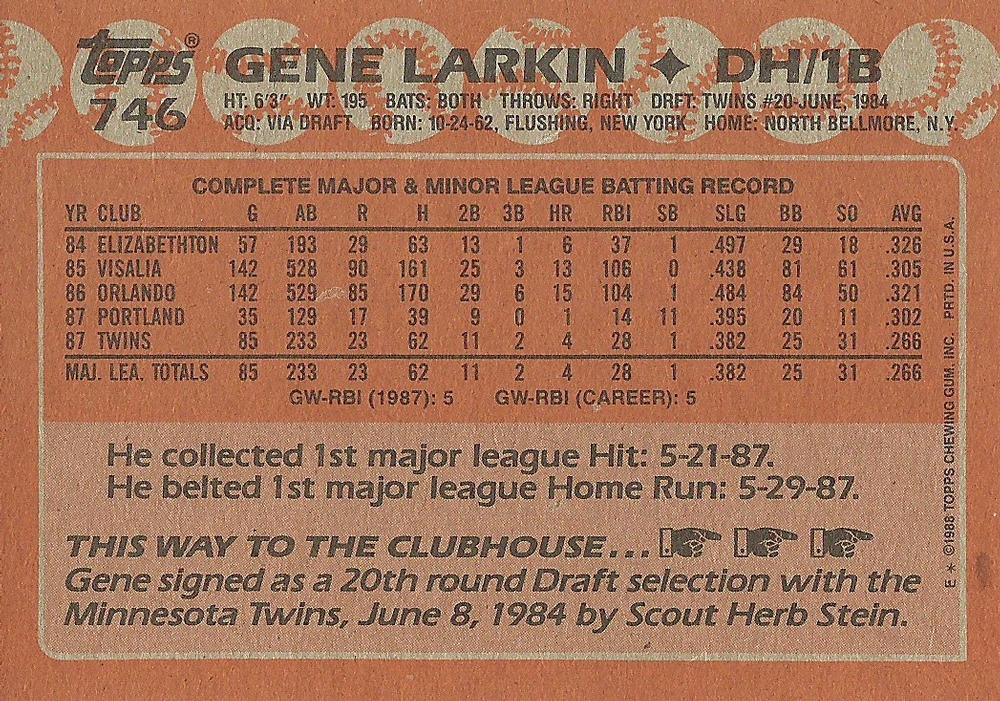 topps®
746
GENE LARKIN ✦ DH/1B
HT: 6'3" WT: 195 BATS: BOTH THROWS: RIGHT DRFT: TWINS #20-JUNE, 1984
ACQ: VIA DRAFT BORN: 10-24-62, FLUSHING, NEW YORK HOME: NORTH BELLMORE, N.Y.
COMPLETE MAJOR & MINOR LEAGUE BATTING RECORD
YR CLUB G AB R H 2B 3B HR RBI SB SLG BB SO AVG
84 ELIZABETHTON 57 193 29 63 13 1 6 37 1 .497 29 18 .326
85 VISALIA 142 528 90 161 25 3 13 106 0 .438 81 61 .305
86 ORLANDO 142 529 85 170 29 6 15 104 1 .484 84 50 .321
87 PORTLAND 35 129 17 39 9 0 1 14 11 .395 20 11 .302
87 TWINS 85 233 23 62 11 2 4 28 1 .382 25 31 .266
MAJ. LEA. TOTALS 85 233 23 62 11 2 4 28 1 .382 25 31 .266
GW-RBI (1987): 5 GW-RBI (CAREER): 5
He collected 1st major league Hit: 5-21-87.
He belted 1st major league Home Run: 5-29-87.
THIS WAY TO THE CLUBHOUSE...
Gene signed as a 20th round Draft selection with the
Minnesota Twins, June 8, 1984 by Scout Herb Stein.
E * ©1988 TOPPS CHEWING GUM, INC. PRTD. IN U.S.A.